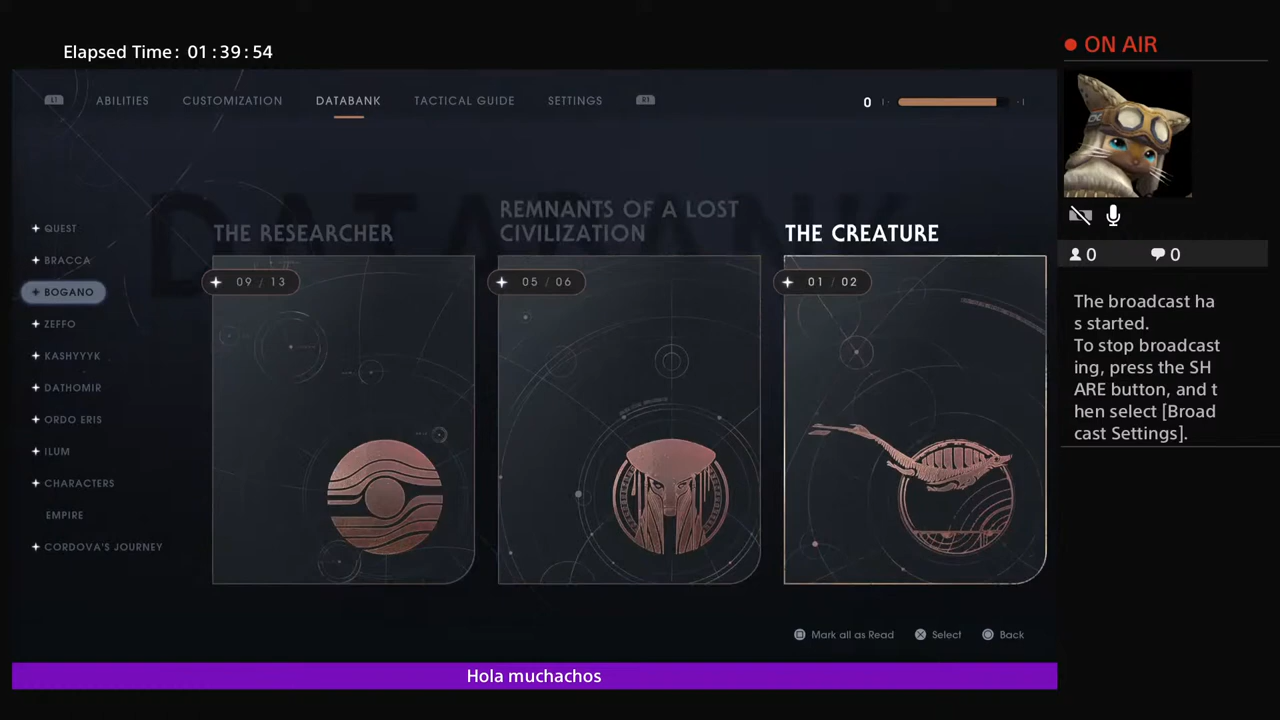 Elapsed Time: 01:39:54
ON AIR
L1 ABILITIES CUSTOMIZATION DATABANK TACTICAL GUIDE SETTINGS R1 0
DATABANK
0 0
QUEST
BRACCA
BOGANO
ZEFFO
KASHYYYK
DATHOMIR
ORDO ERIS
ILUM
CHARACTERS
EMPIRE
CORDOVA'S JOURNEY
THE RESEARCHER
09 / 13
REMNANTS OF A LOST
CIVILIZATION
05 / 06
THE CREATURE
01 / 02
The broadcast ha
s started.
To stop broadcast
ing, press the SH
ARE button, and t
hen select [Broad
cast Settings].
Mark all as Read Select Back
Hola muchachos